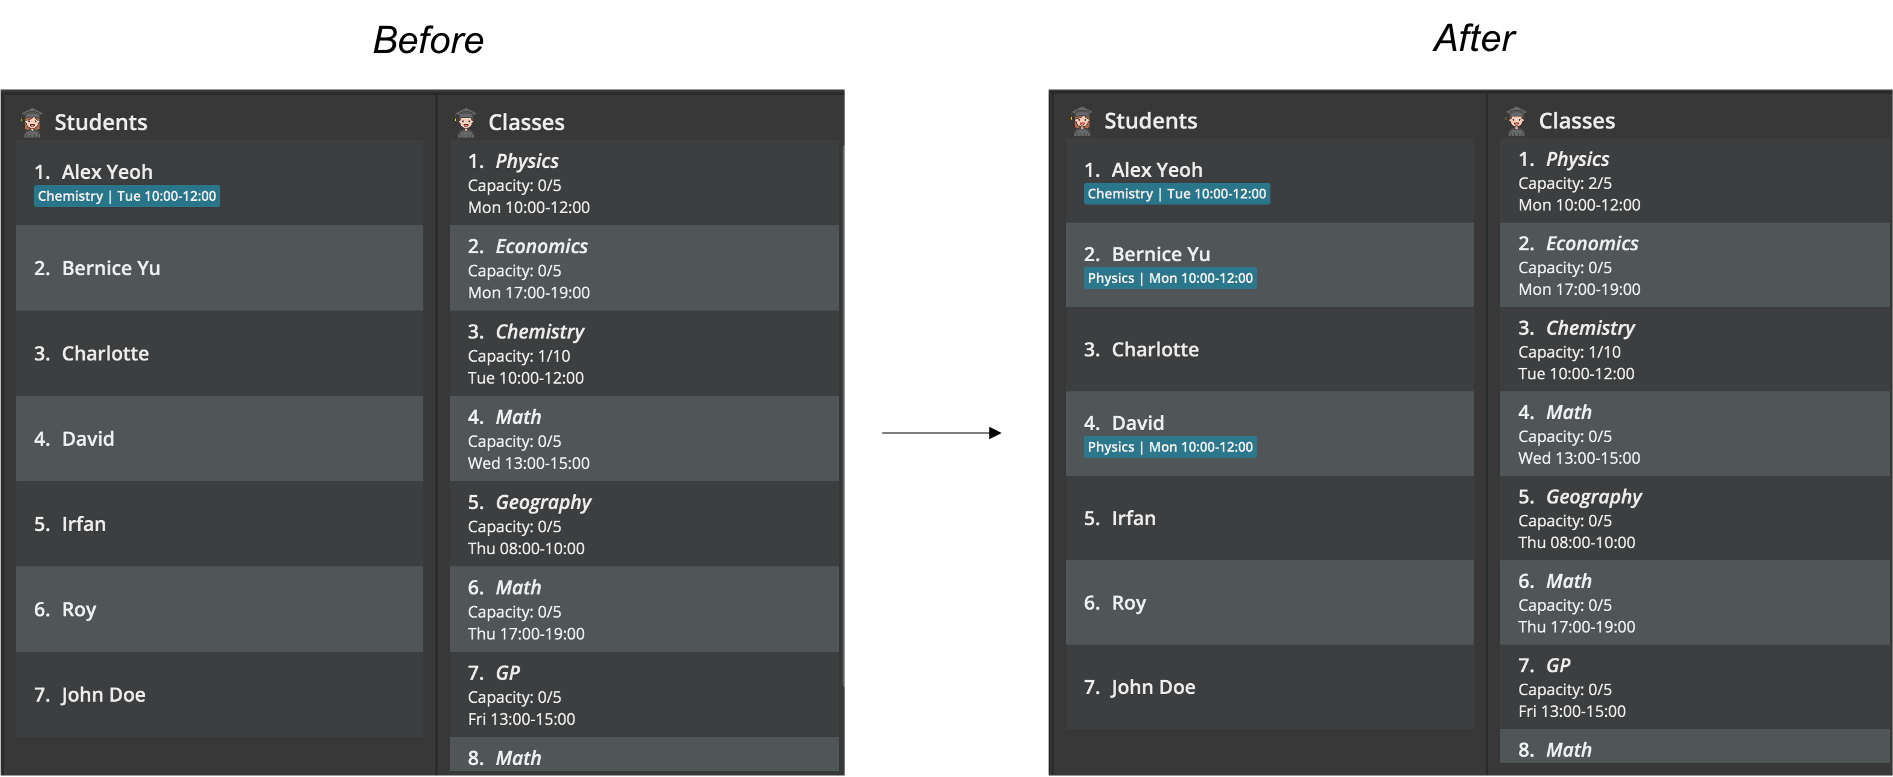 Before
Students
1. Alex Yeoh
Chemistry | Tue 10:00-12:00
2. Bernice Yu
3. Charlotte
4. David
5. Irfan
6. Roy
7. John Doe
Classes
1. Physics
Capacity: 0/5
Mon 10:00-12:00
2. Economics
Capacity: 0/5
Mon 17:00-19:00
3. Chemistry
Capacity: 1/10
Tue 10:00-12:00
4. Math
Capacity: 0/5
Wed 13:00-15:00
5. Geography
Capacity: 0/5
Thu 08:00-10:00
6. Math
Capacity: 0/5
Thu 17:00-19:00
7. GP
Capacity: 0/5
Fri 13:00-15:00
8. Math
After
Students
1. Alex Yeoh
Chemistry | Tue 10:00-12:00
2. Bernice Yu
Physics | Mon 10:00-12:00
3. Charlotte
4. David
Physics | Mon 10:00-12:00
5. Irfan
6. Roy
7. John Doe
Classes
1. Physics
Capacity: 2/5
Mon 10:00-12:00
2. Economics
Capacity: 0/5
Mon 17:00-19:00
3. Chemistry
Capacity: 1/10
Tue 10:00-12:00
4. Math
Capacity: 0/5
Wed 13:00-15:00
5. Geography
Capacity: 0/5
Thu 08:00-10:00
6. Math
Capacity: 0/5
Thu 17:00-19:00
7. GP
Capacity: 0/5
Fri 13:00-15:00
8. Math